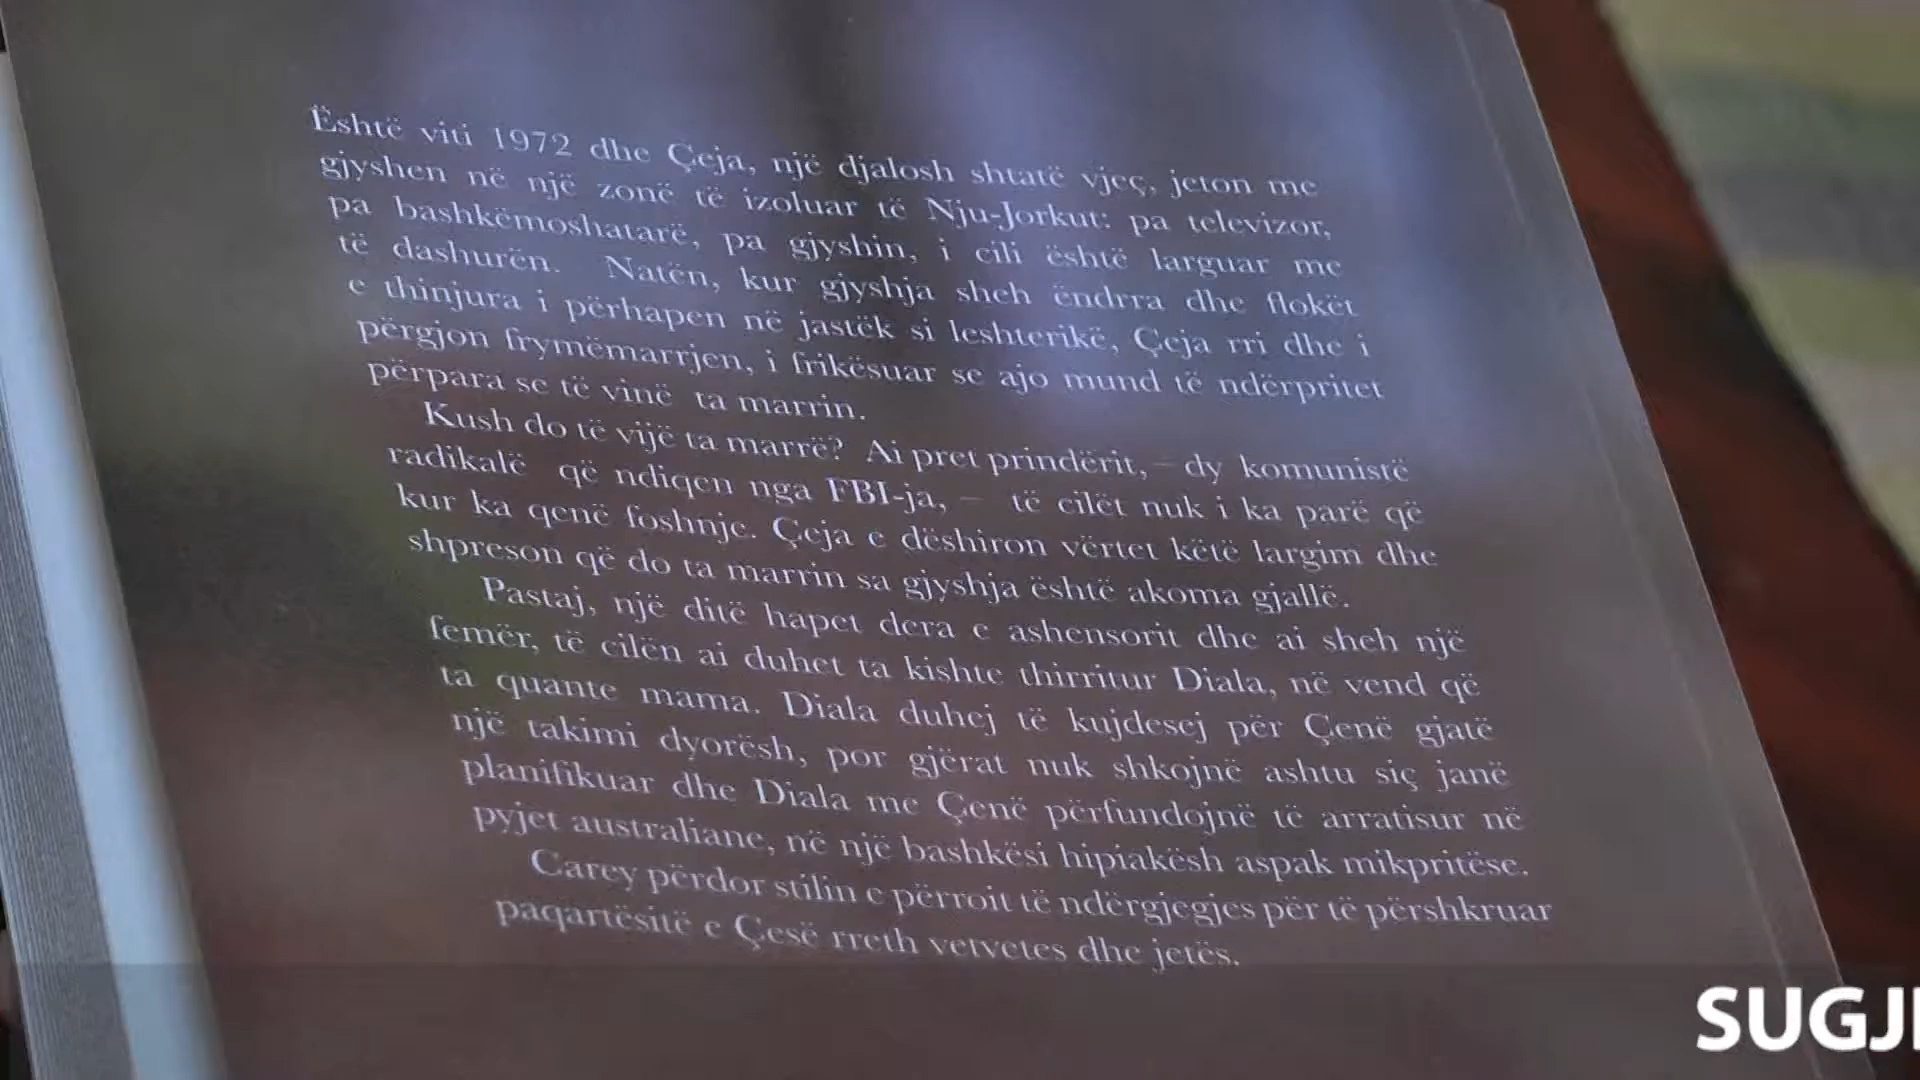 Është viti 1972 dhe Çeja, një djalosh shtatë vjeç, jeton me
gjyshen në një zonë të izoluar të Nju-Jorkut: pa televizor,
pa bashkëmoshatarë, pa gjyshin, i cili është larguar me
të dashurën. Natën, kur gjyshja sheh ëndrra dhe flokët
e thinjura i përhapen në jastëk si leshterikë, Çeja rri dhe i
përgjon frymëmarrjen, i frikësuar se ajo mund të ndërpritet
përpara se të vinë ta marrin.
Kush do të vijë ta marrë? Ai pret prindërit, – dy komunistë
radikalë që ndiqen nga FBI-ja, – të cilët nuk i ka parë që
kur ka qenë foshnje. Çeja e dëshiron vërtet këtë largim dhe
shpreson që do ta marrin sa gjyshja është akoma gjallë.
Pastaj, një ditë hapet dera e ashensorit dhe ai sheh një
femër, të cilën ai duhet ta kishte thirritur Diala, në vend që
ta quante mama. Diala duhej të kujdesej për Çenë gjatë
një takimi dyorësh, por gjërat nuk shkojnë ashtu siç janë
planifikuar dhe Diala me Çenë përfundojnë të arratisur në
pyjet australiane, në një bashkësi hipiakësh aspak mikpritëse.
Carey përdor stilin e përroit të ndërgjegjes për të përshkruar
paqartësitë e Çesë rreth vetvetes dhe jetës.